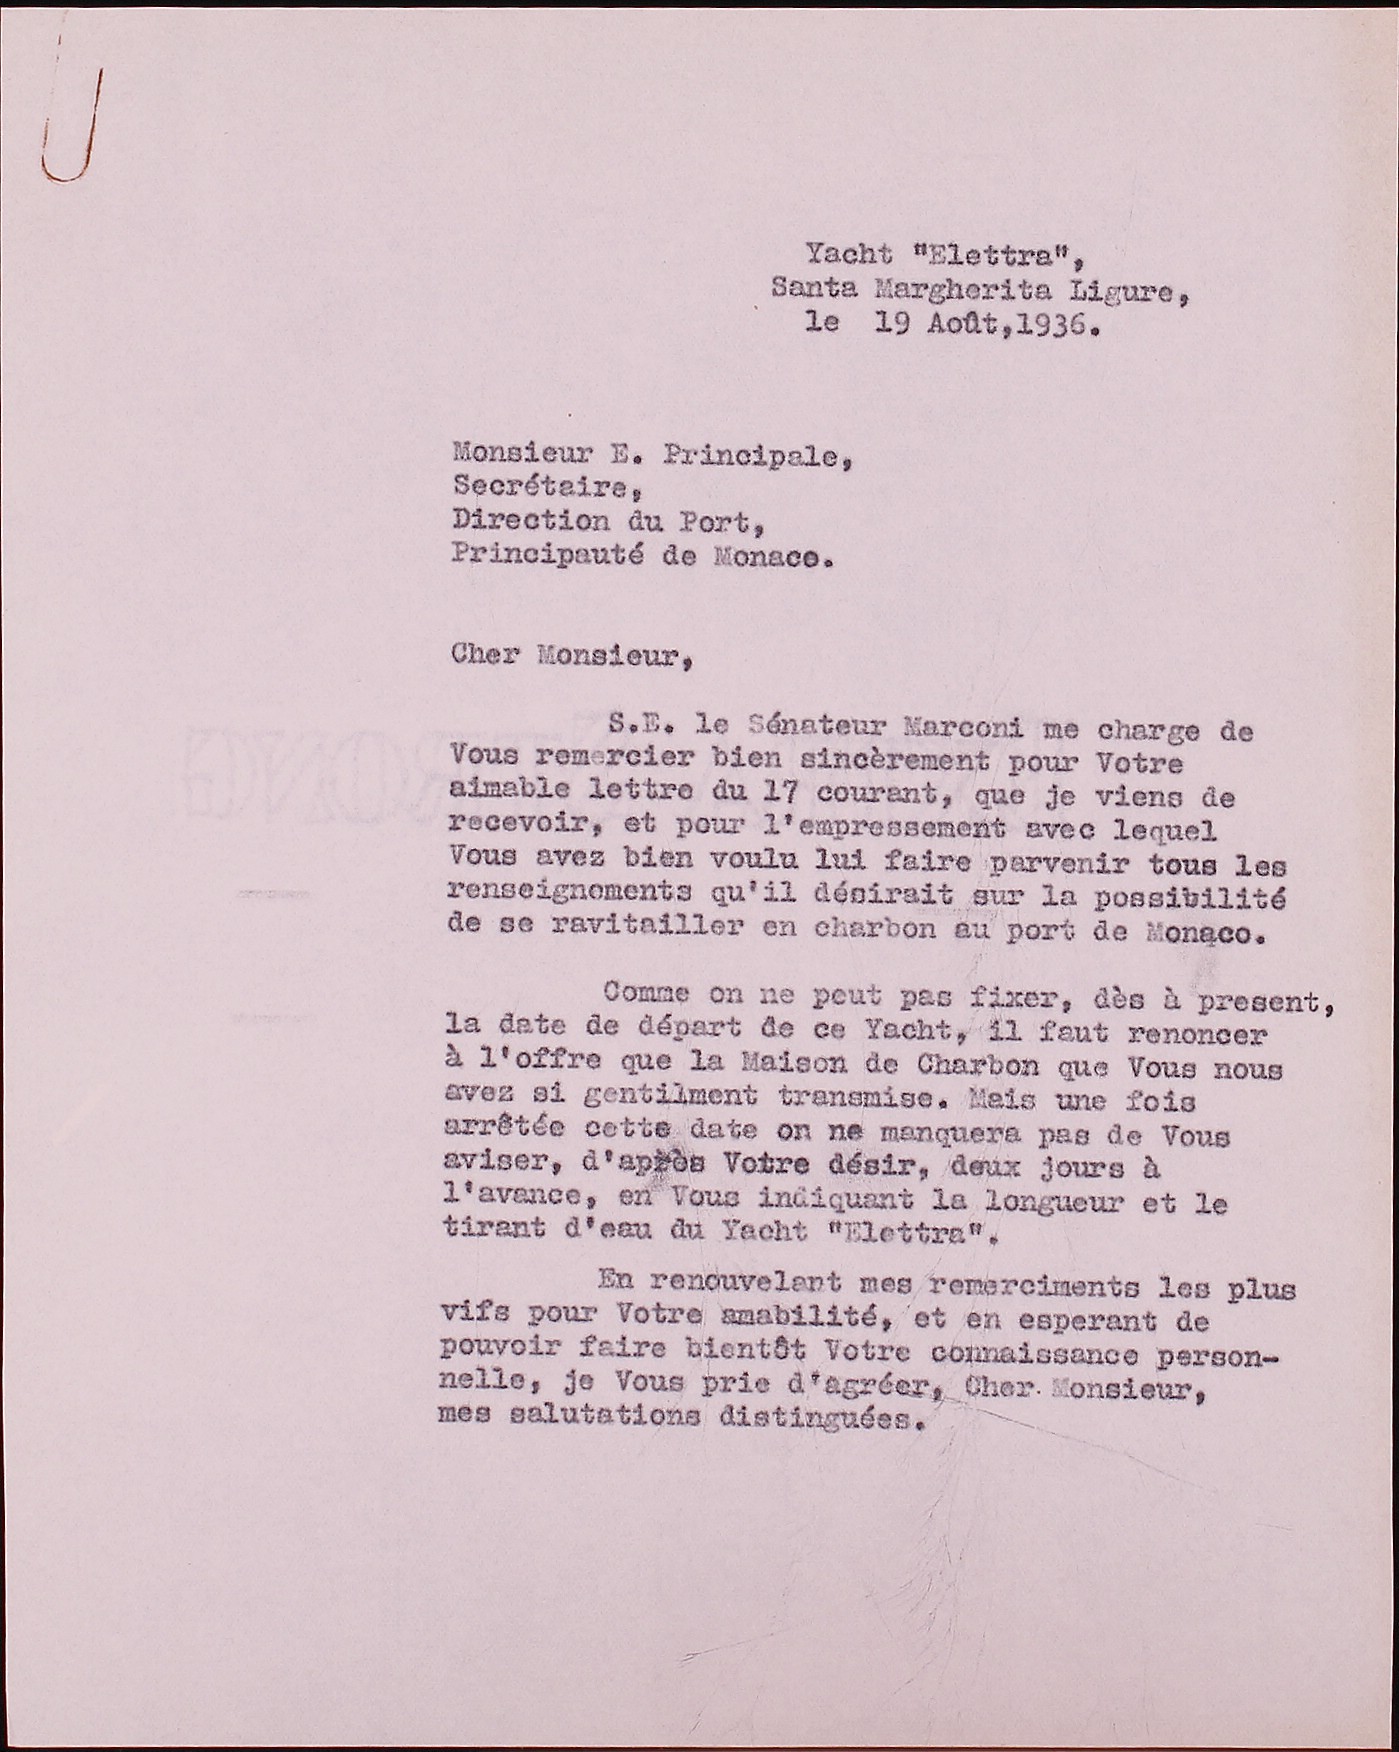 Yacht "Elettra",
Santa Margherita Ligure,
le 19 Août,1936.
Monsieur E. Principale,
Secrétaire,
Direction du Port,
Principauté de Monaco.
Cher Monsieur,
S.E. le Sénateur Marconi me charge de
Vous remercier bien sincèrement pour Votre
aimable lettre du 17 courant, que je viens de
recevoir, et pour l'empressement avec lequel
Vous avez bien voulu lui faire parvenir tous les
renseignements qu'il désirait sur la possibilité
de se ravitailler en charbon au port de Monaco.
Comme on ne peut pas fixer, dès à present,
la date de départ de ce Yacht, il faut renoncer
à l'offre que la Maison de Charbon que Vous nous
avez si gentilment transmise. Mais une fois
arrêtée cette date on ne manquera pas de Vous
aviser, d'après Votre désir, deux jours à
l'avance, en Vous indiquant la longueur et le
tirant d'eau du Yacht "Elettra".
En renouvelant mes remerciments les plus
vifs pour Votre amabilité, et en esperant de
pouvoir faire bientôt Votre connaissance person-
nelle, je Vous prie d'agréer, Cher Monsieur,
mes salutations distinguées.